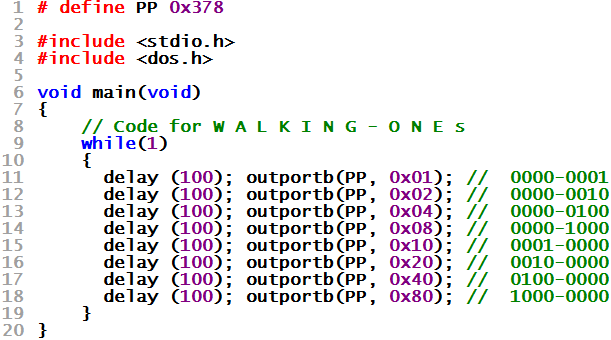 1 # define PP 0x378
2
3 #include <stdio.h>
4 #include <dos.h>
5
6 void main(void)
7 {
8     // Code for W A L K I N G - O N E s
9     while(1)
10     {
11       delay (100); outportb(PP, 0x01); //  0000-0001
12       delay (100); outportb(PP, 0x02); //  0000-0010
13       delay (100); outportb(PP, 0x04); //  0000-0100
14       delay (100); outportb(PP, 0x08); //  0000-1000
15       delay (100); outportb(PP, 0x10); //  0001-0000
16       delay (100); outportb(PP, 0x20); //  0010-0000
17       delay (100); outportb(PP, 0x40); //  0100-0000
18       delay (100); outportb(PP, 0x80); //  1000-0000
19     }
20 }